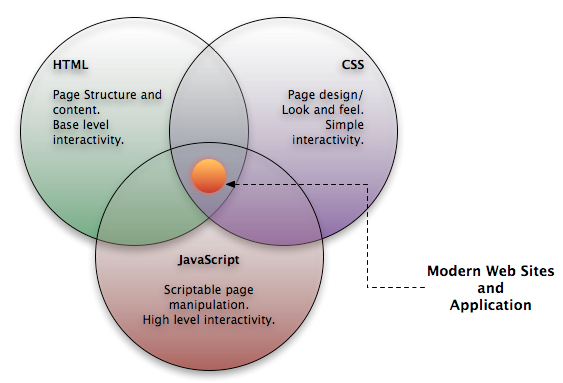 HTML
Page Structure and
content.
Base level
interactivity.
CSS
Page design/
Look and feel.
Simple
interactivity.
JavaScript
Scriptable page
manipulation.
High level interactivity.
Modern Web Sites
and
Application